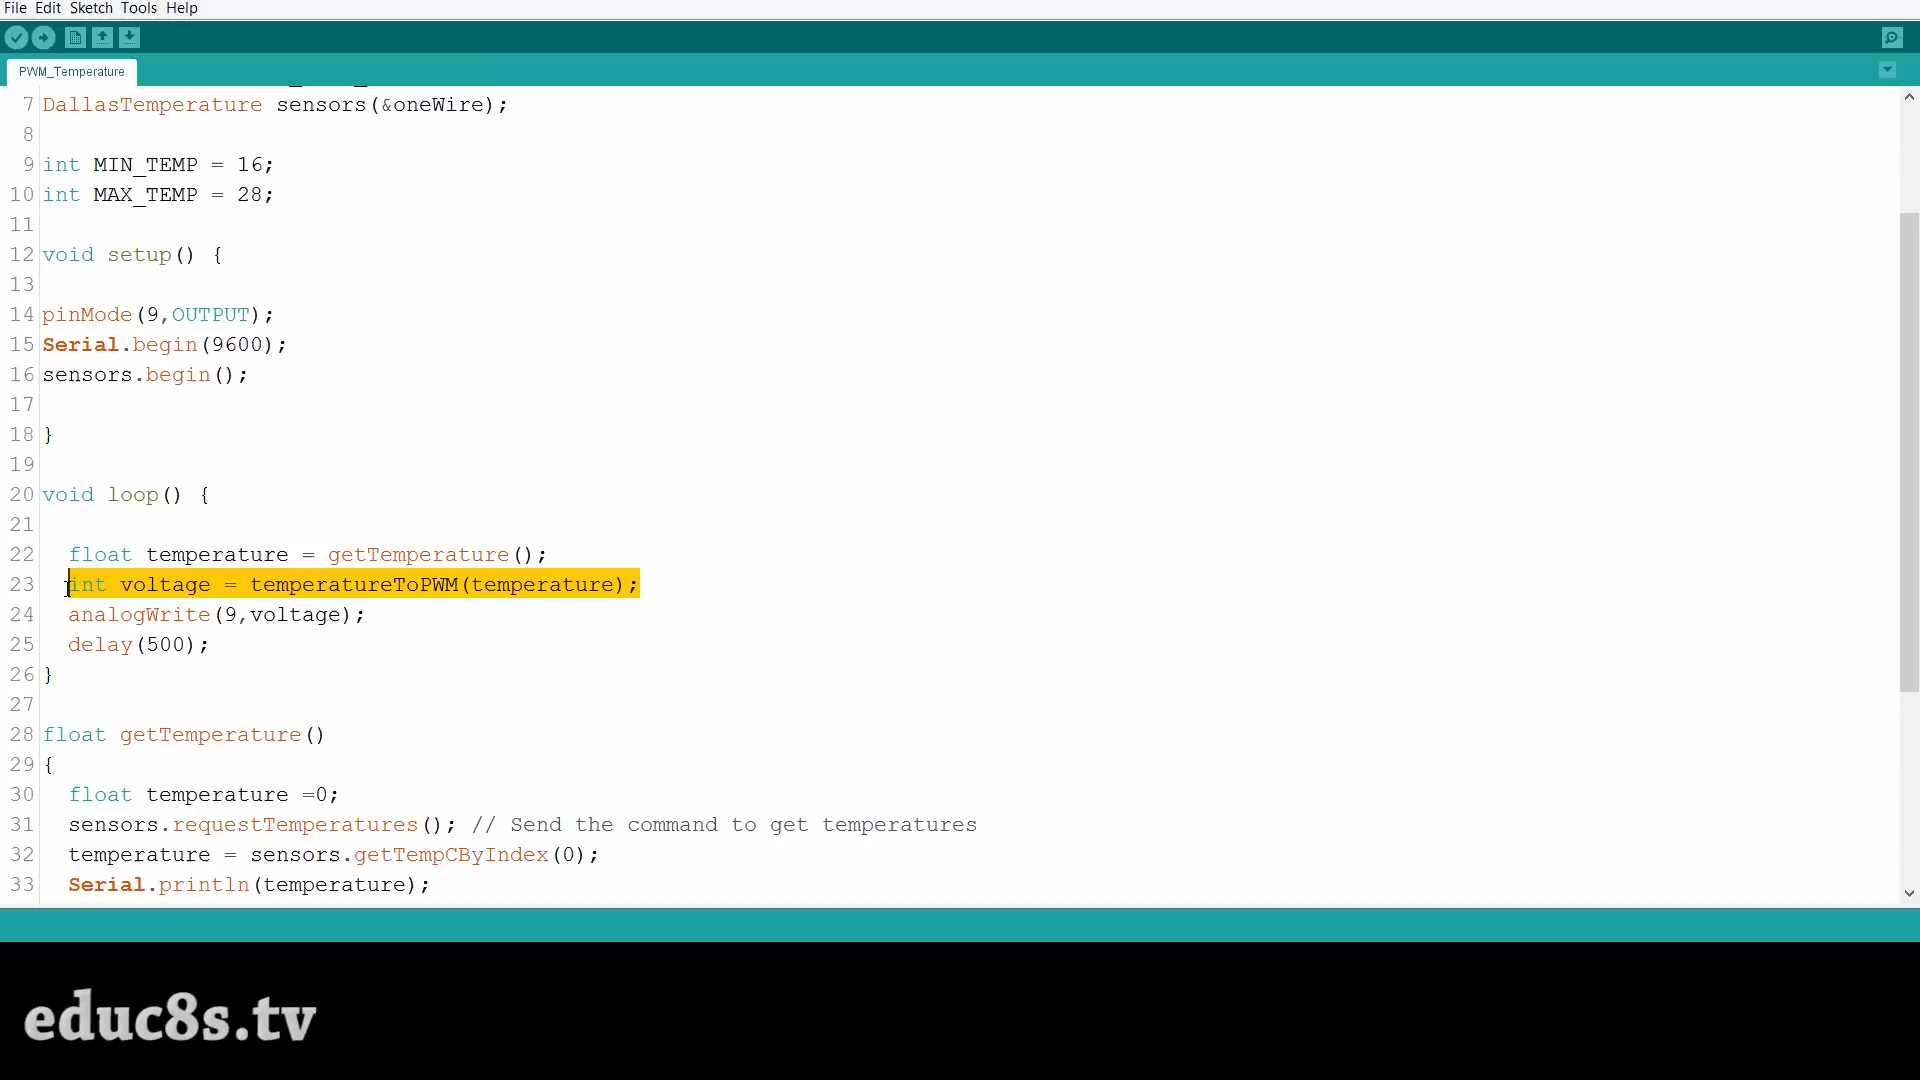 File Edit Sketch Tools Help
PWM_Temperature
7 DallasTemperature sensors(&oneWire);
8
9 int MIN_TEMP = 16;
10 int MAX_TEMP = 28;
11
12 void setup() {
13
14 pinMode(9,OUTPUT);
15 Serial.begin(9600);
16 sensors.begin();
17
18 }
19
20 void loop() {
21
22 float temperature = getTemperature();
23 int voltage = temperatureToPWM(temperature);
24 analogWrite(9,voltage);
25 delay(500);
26 }
27
28 float getTemperature()
29 {
30 float temperature =0;
31 sensors.requestTemperatures(); // Send the command to get temperatures
32 temperature = sensors.getTempCByIndex(0);
33 Serial.println(temperature);
educ8s.tv